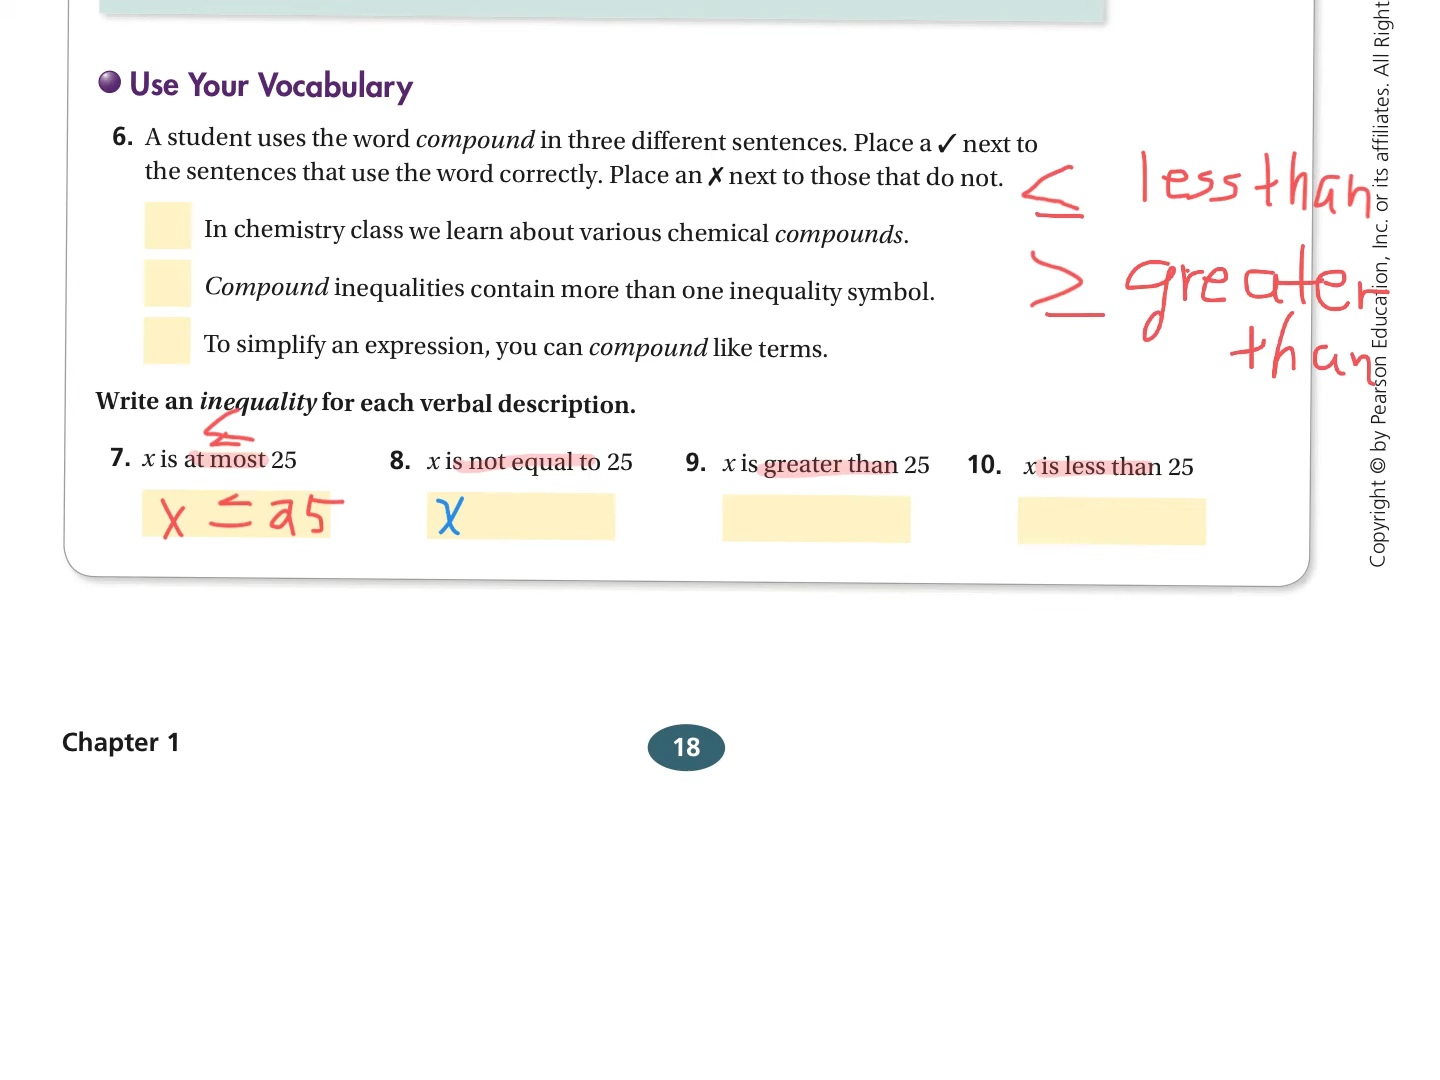 Use Your Vocabulary
6. A student uses the word compound in three different sentences. Place a ✓ next to
the sentences that use the word correctly. Place an ✗ next to those that do not.
≤ less than
In chemistry class we learn about various chemical compounds.
≥ greater
than
Compound inequalities contain more than one inequality symbol.
To simplify an expression, you can compound like terms.
Write an inequality for each verbal description.
≤
7. x is at most 25
x ≤ 25
8. x is not equal to 25
x
9. x is greater than 25
10. x is less than 25
Chapter 1
18
Copyright © by Pearson Education, Inc. or its affiliates. All Right